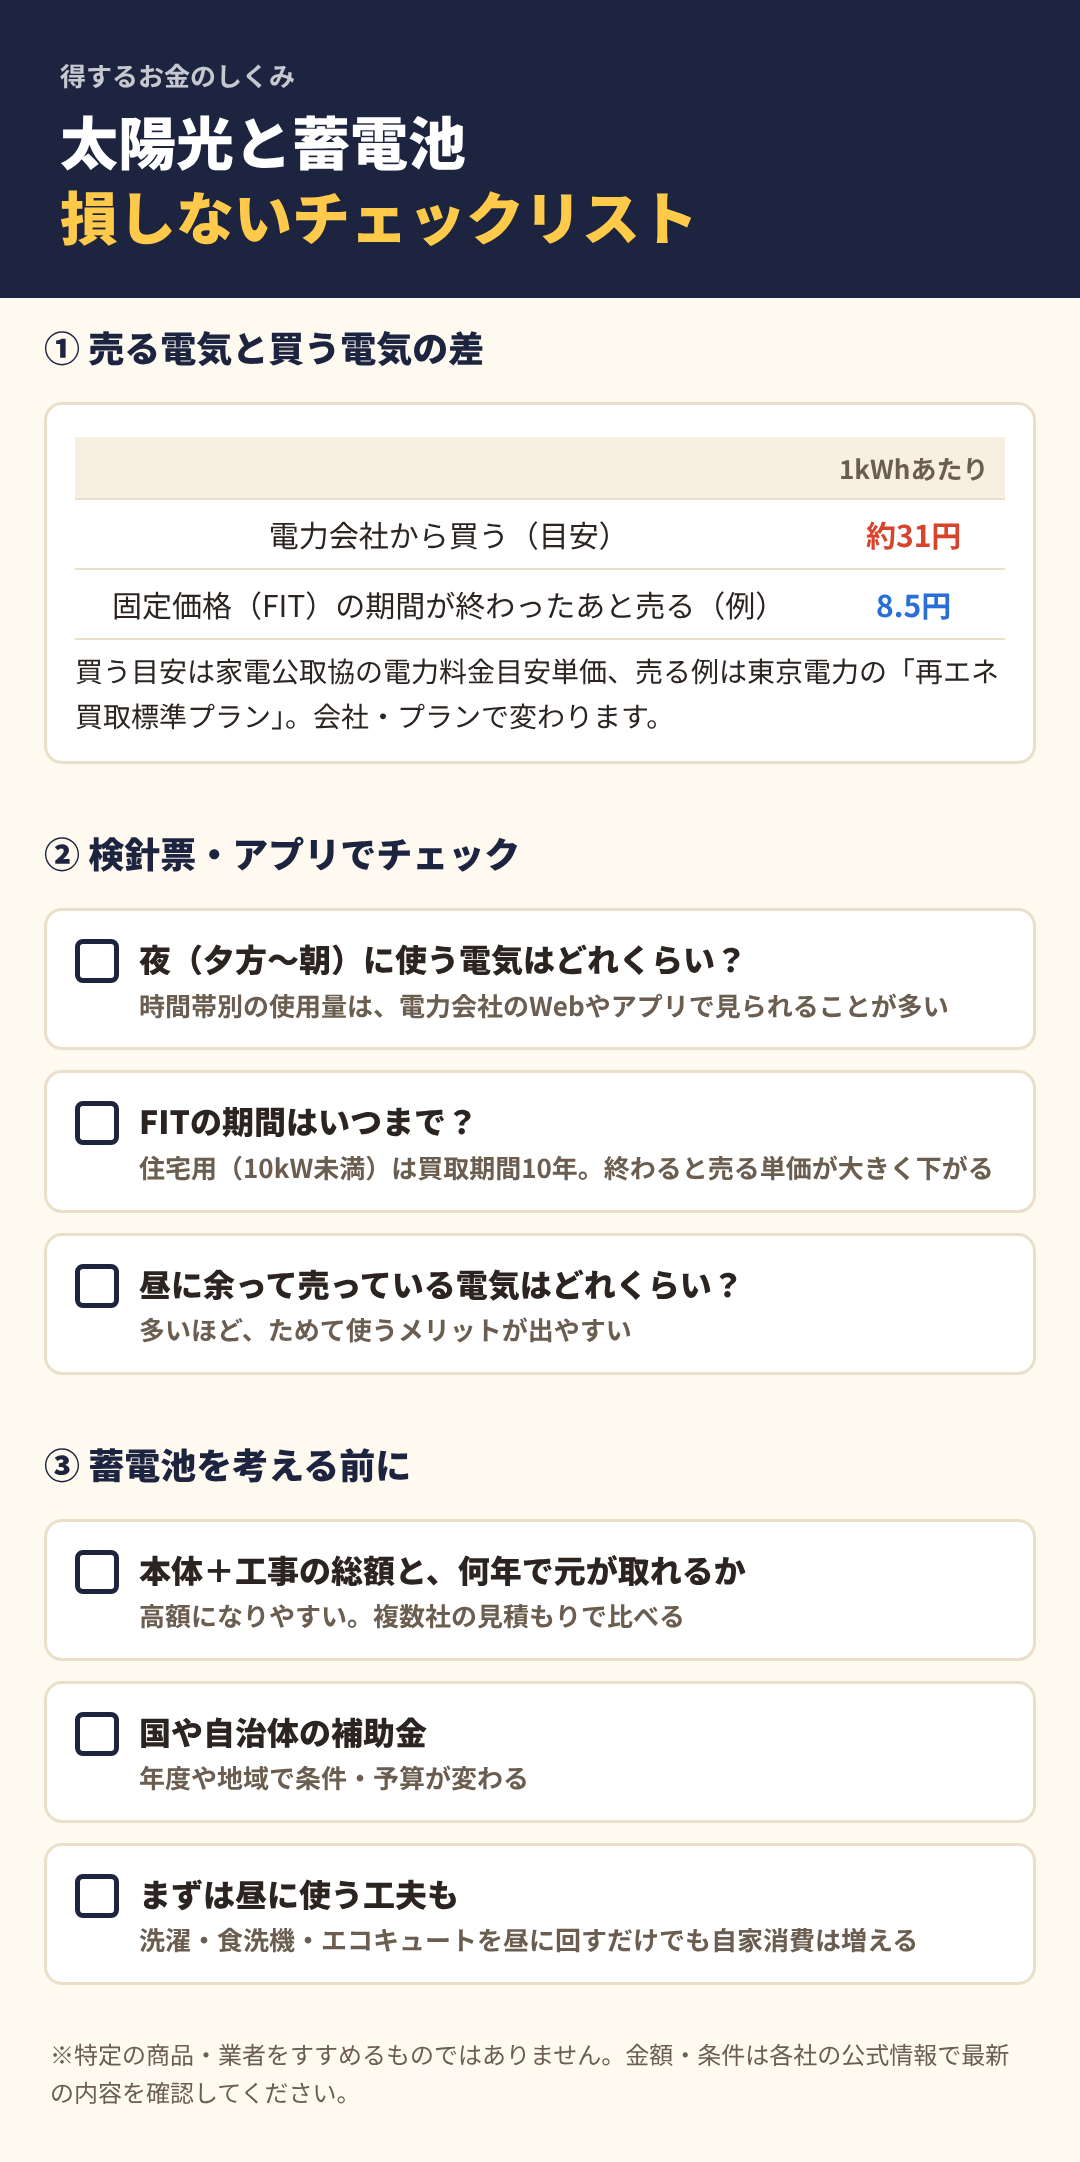 得するお金のしくみ
太陽光と蓄電池
損しないチェックリスト
① 売る電気と買う電気の差
1kWhあたり
電力会社から買う（目安） 約31円
固定価格（FIT）の期間が終わったあと売る（例） 8.5円
買う目安は家電公取協の電力料金目安単価、売る例は東京電力の「再エネ
買取標準プラン」。会社・プランで変わります。
② 検針票・アプリでチェック
夜（夕方〜朝）に使う電気はどれくらい？
時間帯別の使用量は、電力会社のWebやアプリで見られることが多い
FITの期間はいつまで？
住宅用（10kW未満）は買取期間10年。終わると売る単価が大きく下がる
昼に余って売っている電気はどれくらい？
多いほど、ためて使うメリットが出やすい
③ 蓄電池を考える前に
本体＋工事の総額と、何年で元が取れるか
高額になりやすい。複数社の見積もりで比べる
国や自治体の補助金
年度や地域で条件・予算が変わる
まずは昼に使う工夫も
洗濯・食洗機・エコキュートを昼に回すだけでも自家消費は増える
※特定の商品・業者をすすめるものではありません。金額・条件は各社の公式情報で最新
の内容を確認してください。